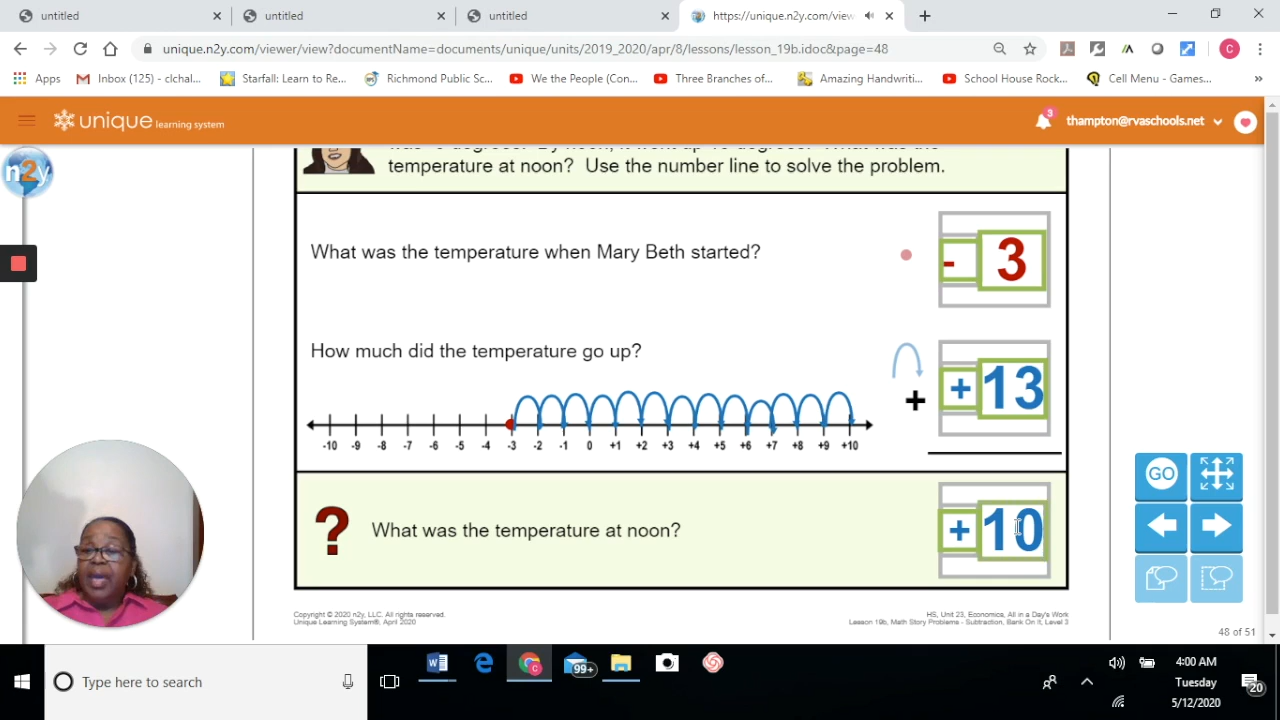 untitled
untitled
untitled
https://unique.n2y.com/view
unique.n2y.com/viewer/view?documentName=documents/unique/units/2019_2020/apr/8/lessons/lesson_19b.idoc&page=48
C
Apps
Inbox (125) - clchal...
Starfall: Learn to Re...
Richmond Public Sc...
We the People (Con...
Three Branches of...
Amazing Handwriti...
School House Rock...
Cell Menu - Games...
»
unique learning system
3
thampton@rvaschools.net
n2y
temperature at noon? Use the number line to solve the problem.
What was the temperature when Mary Beth started?
- 3
How much did the temperature go up?
+
+ 13
-10 -9 -8 -7 -6 -5 -4 -3 -2 -1 0 +1 +2 +3 +4 +5 +6 +7 +8 +9 +10
? What was the temperature at noon?
+ 10
GO
Copyright © 2020 n2y, LLC. All rights reserved.
Unique Learning System®, April 2020
HS, Unit 23, Economics, All in a Day's Work
Lesson 19b, Math Story Problems - Subtraction, Bank On It, Level 3
48 of 51
Type here to search
99+
4:00 AM
Tuesday
5/12/2020
20